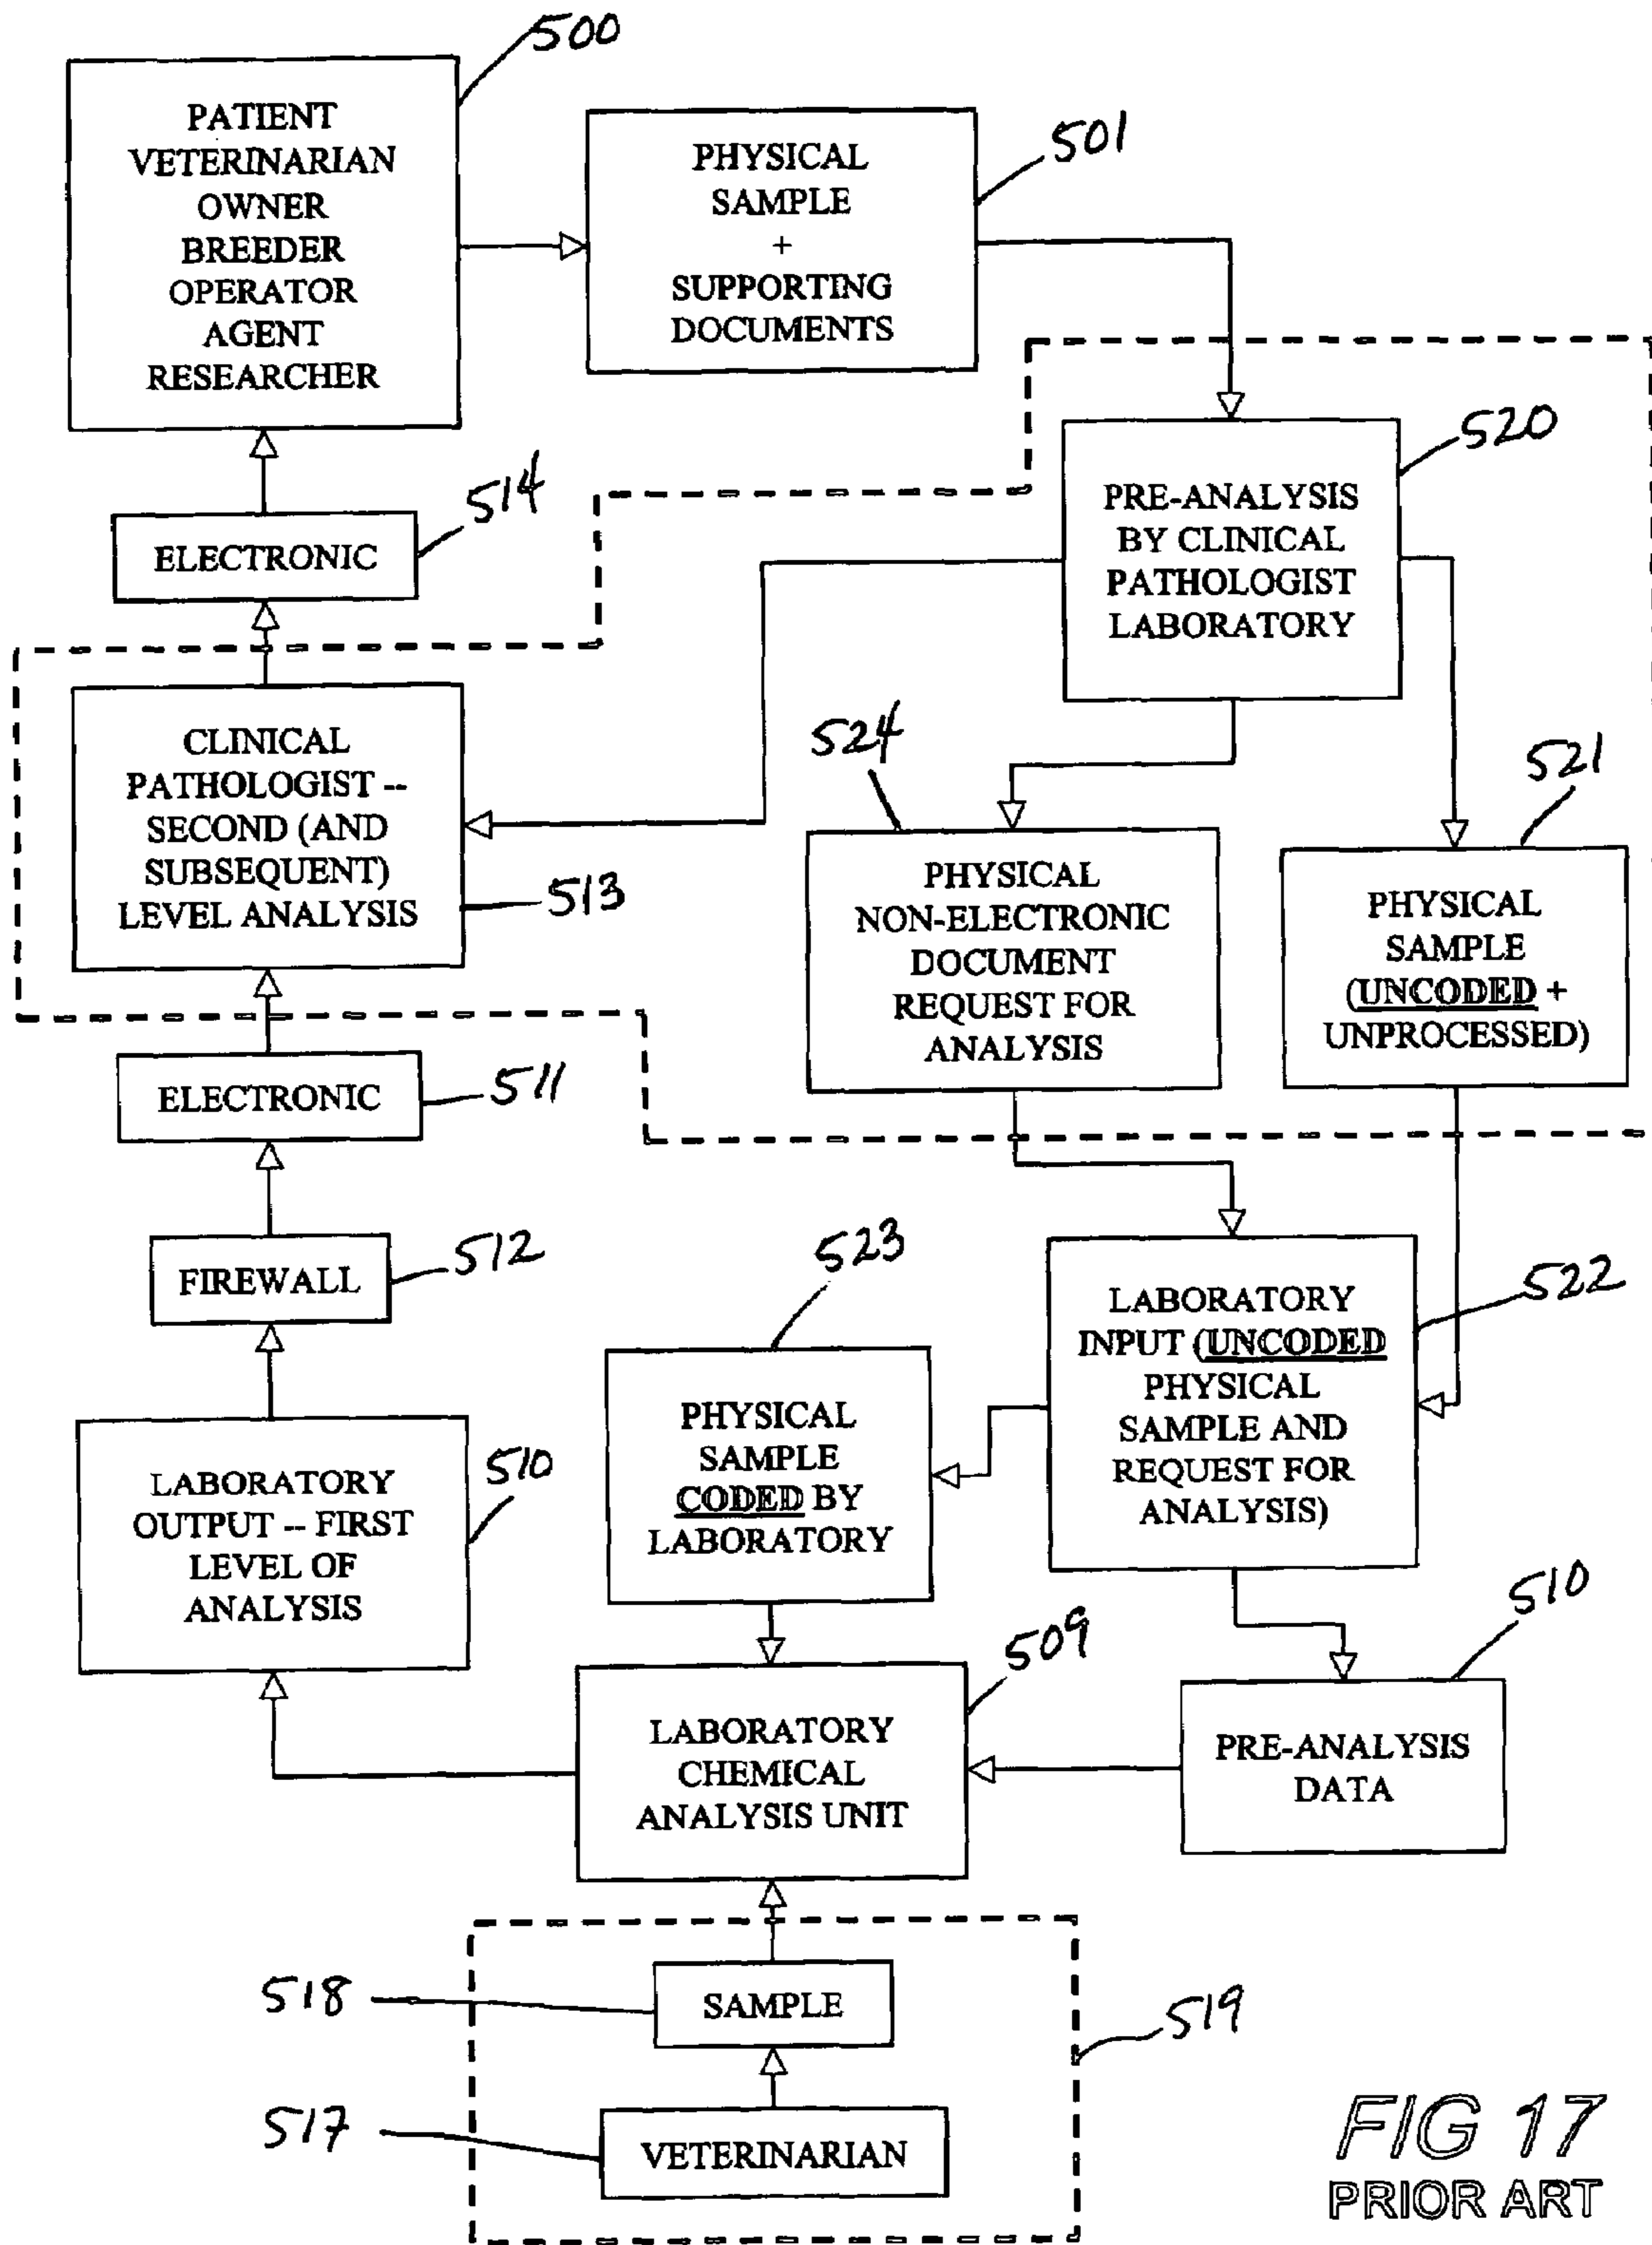 500
PATIENT
VETERINARIAN
OWNER
BREEDER
OPERATOR
AGENT
RESEARCHER
PHYSICAL
SAMPLE
+
SUPPORTING
DOCUMENTS
501
520
PRE-ANALYSIS
BY CLINICAL
PATHOLOGIST
LABORATORY
514
ELECTRONIC
CLINICAL
PATHOLOGIST --
SECOND (AND
SUBSEQUENT)
LEVEL ANALYSIS
513
524
PHYSICAL
NON-ELECTRONIC
DOCUMENT
REQUEST FOR
ANALYSIS
521
PHYSICAL
SAMPLE
(UNCODED +
UNPROCESSED)
ELECTRONIC
511
FIREWALL
512
523
PHYSICAL
SAMPLE
CODED BY
LABORATORY
522
LABORATORY
INPUT (UNCODED
PHYSICAL
SAMPLE AND
REQUEST FOR
ANALYSIS)
LABORATORY
OUTPUT -- FIRST
LEVEL OF
ANALYSIS
510
509
LABORATORY
CHEMICAL
ANALYSIS UNIT
510
PRE-ANALYSIS
DATA
518
SAMPLE
519
517
VETERINARIAN
FIG 17
PRIOR ART